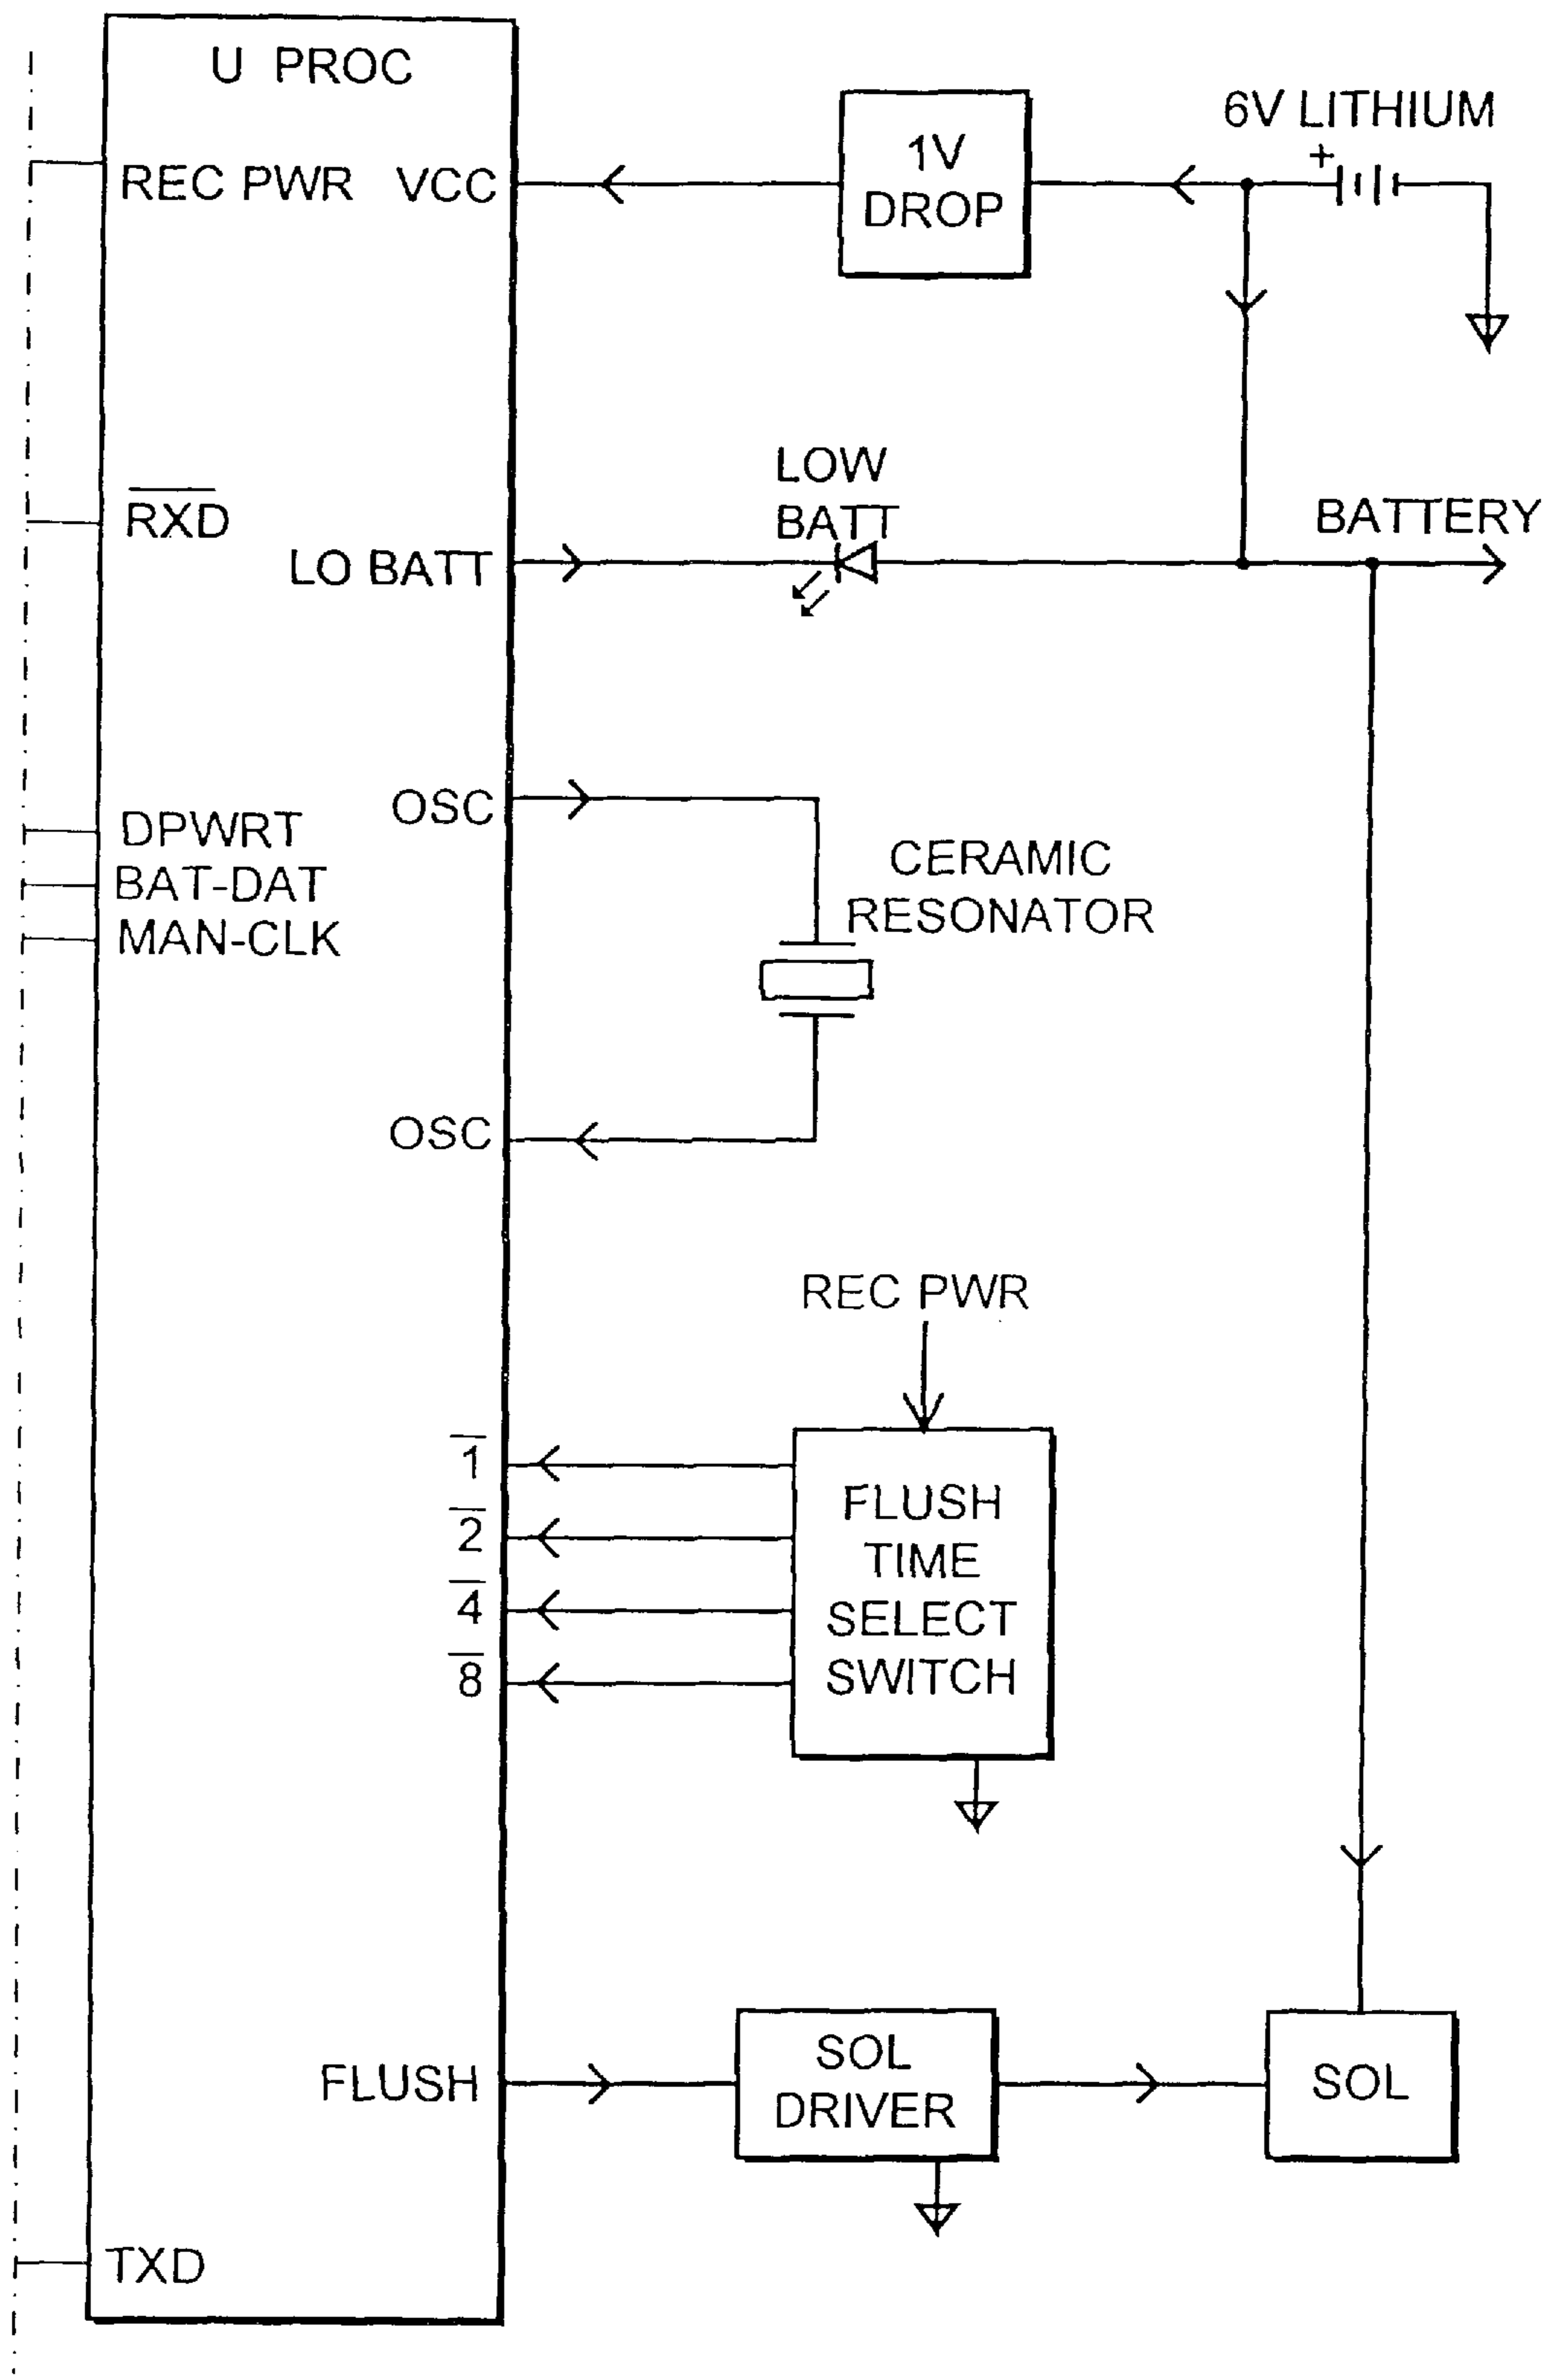 U PROC
REC PWR
VCC
1V
DROP
6V LITHIUM
+
R̅X̅D̅
LO BATT
LOW
BATT
BATTERY
OSC
DPWRT
BAT-DAT
MAN-CLK
CERAMIC
RESONATOR
OSC
REC PWR
1̅
2̅
4̅
8̅
FLUSH
TIME
SELECT
SWITCH
FLUSH
SOL
DRIVER
SOL
TXD